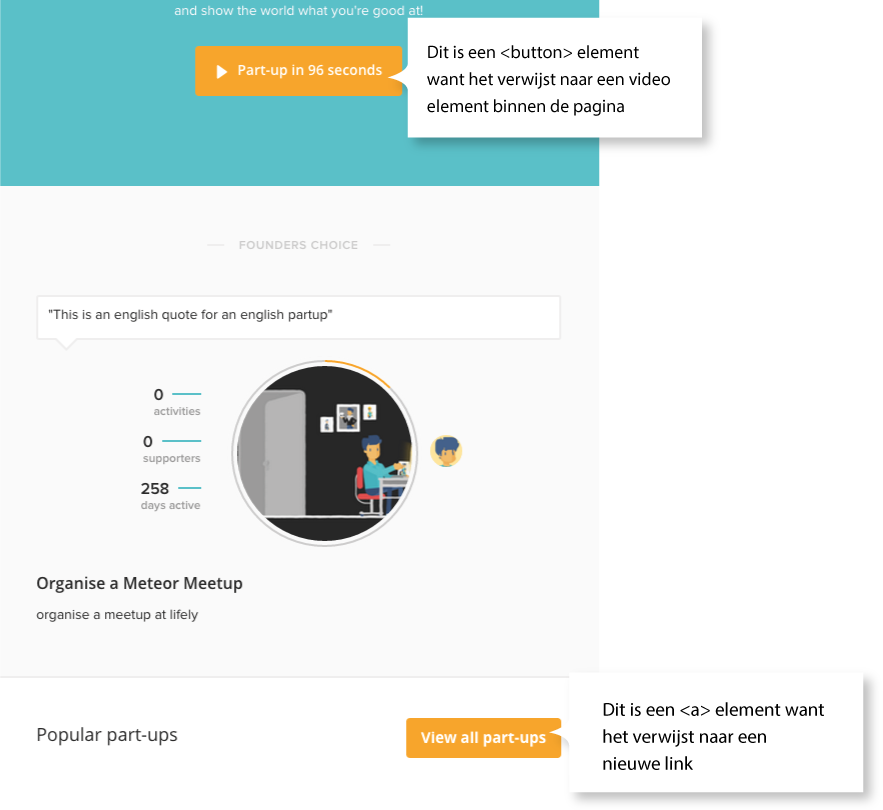 and show the world what you're good at!
Part-up in 96 seconds
Dit is een <button> element
want het verwijst naar een video
element binnen de pagina
FOUNDERS CHOICE
"This is an english quote for an english partup"
0
activities
0
supporters
258
days active
Organise a Meteor Meetup
organise a meetup at lifely
Popular part-ups
View all part-ups
Dit is een <a> element want
het verwijst naar een
nieuwe link